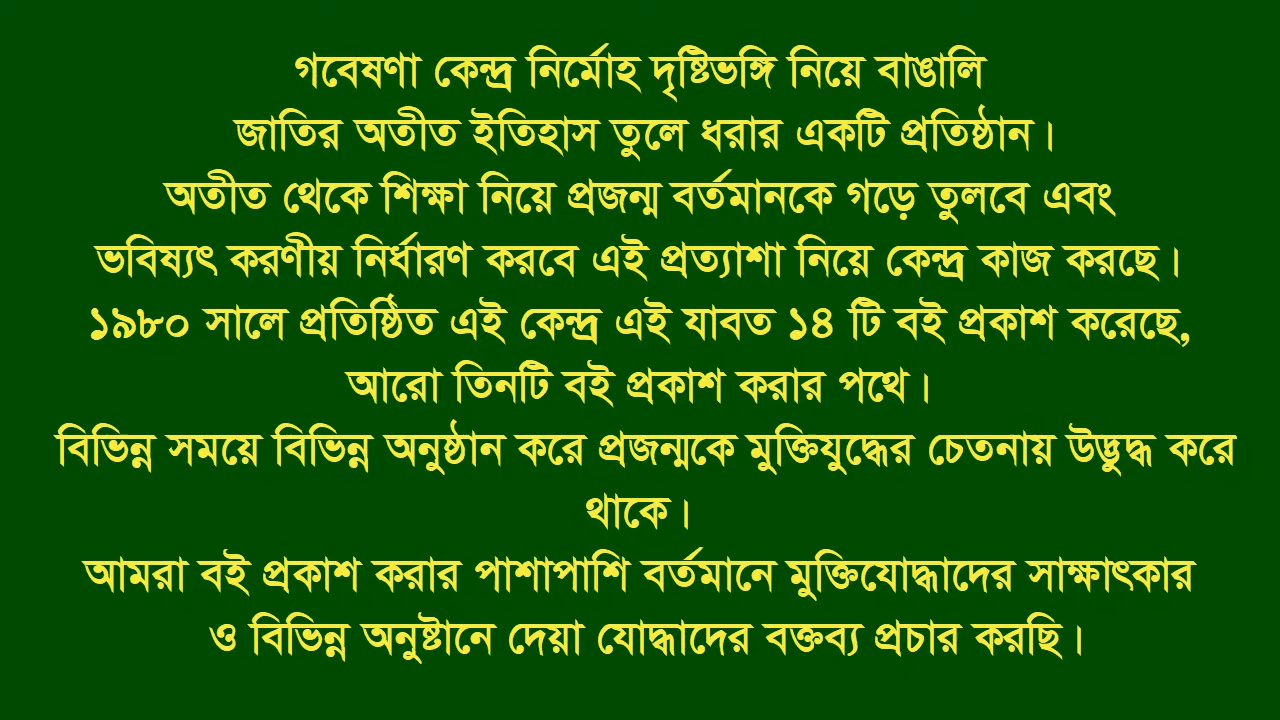 গবেষণা কেন্দ্র নির্মোহ দৃষ্টিভঙ্গি নিয়ে বাঙালি
জাতির অতীত ইতিহাস তুলে ধরার একটি প্রতিষ্ঠান।
অতীত থেকে শিক্ষা নিয়ে প্রজন্ম বর্তমানকে গড়ে তুলবে এবং
ভবিষ্যৎ করণীয় নির্ধারণ করবে এই প্রত্যাশা নিয়ে কেন্দ্র কাজ করছে।
১৯৮০ সালে প্রতিষ্ঠিত এই কেন্দ্র এই যাবত ১৪ টি বই প্রকাশ করেছে,
আরো তিনটি বই প্রকাশ করার পথে।
বিভিন্ন সময়ে বিভিন্ন অনুষ্ঠান করে প্রজন্মকে মুক্তিযুদ্ধের চেতনায় উদ্ভুদ্ধ করে
থাকে।
আমরা বই প্রকাশ করার পাশাপাশি বর্তমানে মুক্তিযোদ্ধাদের সাক্ষাৎকার
ও বিভিন্ন অনুষ্টানে দেয়া যোদ্ধাদের বক্তব্য প্রচার করছি।